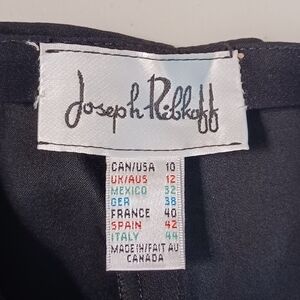 Joseph Ribkoff
CAN/USA 10
UK/AUS 12
MEXICO 32
GER 38
FRANCE 40
SPAIN 42
ITALY 44
MADE IN/FAIT AU
CANADA